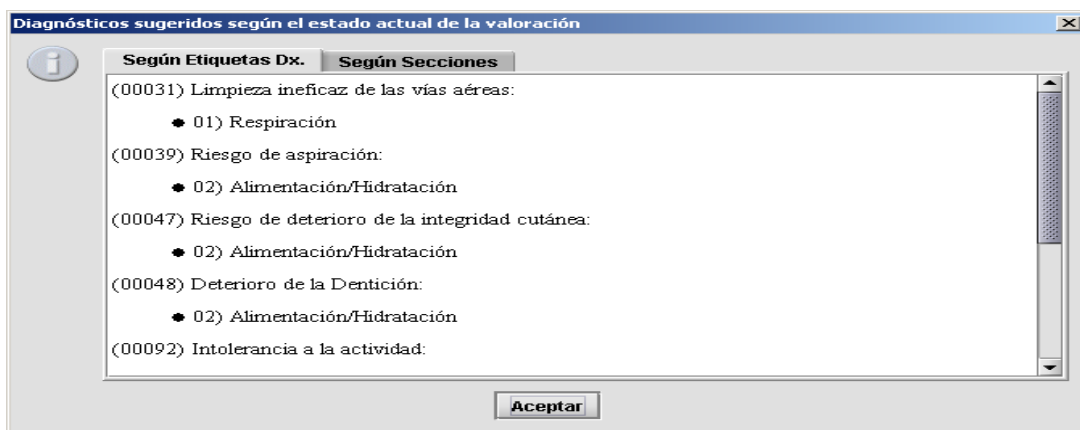 Diagnósticos sugeridos según el estado actual de la valoración
Según Etiquetas Dx. Según Secciones
(00031) Limpieza ineficaz de las vías aéreas:
● 01) Respiración
(00039) Riesgo de aspiración:
● 02) Alimentación/Hidratación
(00047) Riesgo de deterioro de la integridad cutánea:
● 02) Alimentación/Hidratación
(00048) Deterioro de la Dentición:
● 02) Alimentación/Hidratación
(00092) Intolerancia a la actividad:
Aceptar